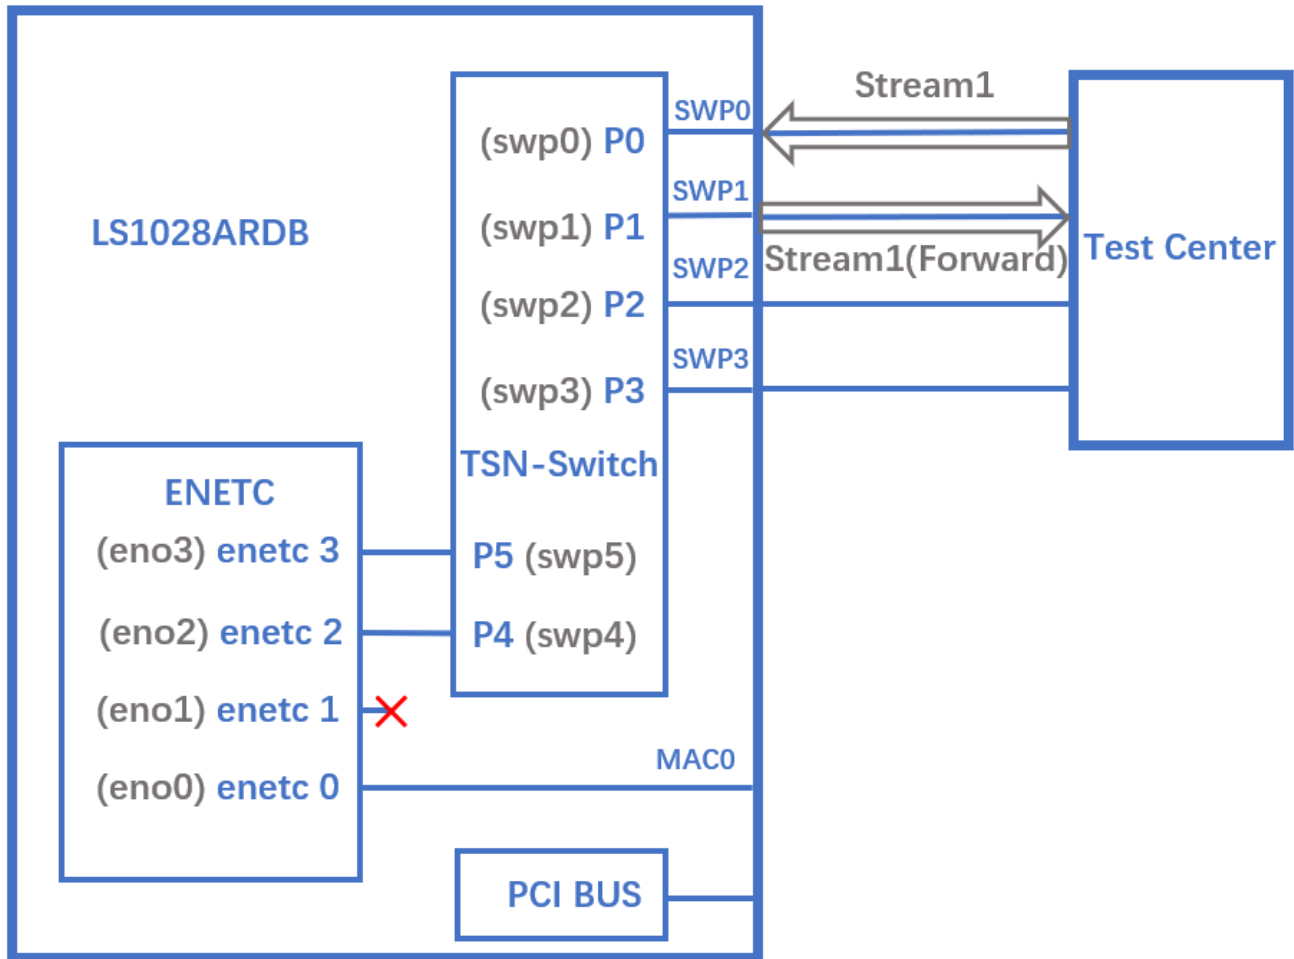 Stream1
SWP0
(swp0) P0
SWP1
(swp1) P1
LS1028ARDB
Test Center
Stream1(Forward)
SWP2
(swp2) P2
SWP3
(swp3) P3
TSN-Switch
ENETC
(eno3) enetc 3
P5 (swp5)
(eno2) enetc 2
P4 (swp4)
(eno1) enetc 1
MAC0
(eno0) enetc 0
PCI BUS